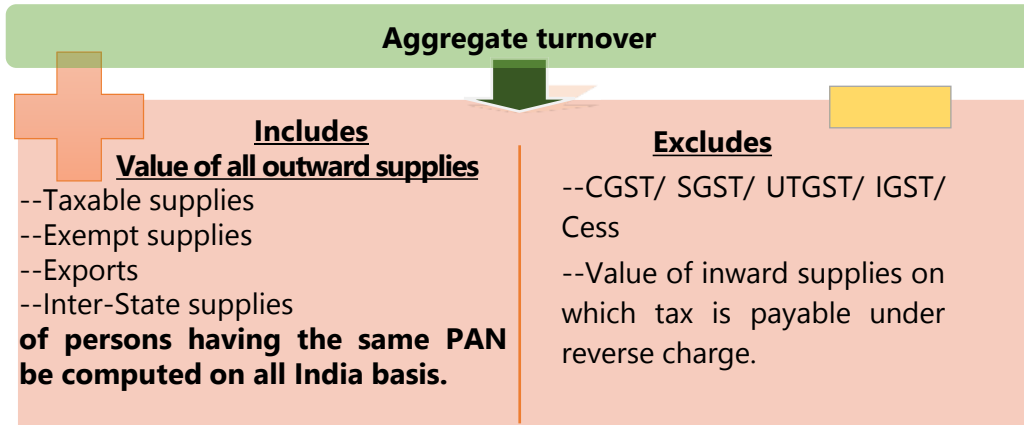 Aggregate turnover
Includes
Value of all outward supplies
--Taxable supplies
--Exempt supplies
--Exports
--Inter-State supplies
of persons having the same PAN
be computed on all India basis.
Excludes
--CGST/ SGST/ UTGST/ IGST/
Cess
--Value of inward supplies on
which tax is payable under
reverse charge.